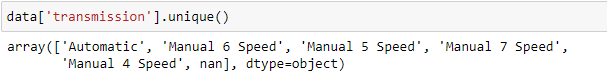 data['transmission'].unique()
array(['Automatic', 'Manual 6 Speed', 'Manual 5 Speed', 'Manual 7 Speed',
'Manual 4 Speed', nan], dtype=object)